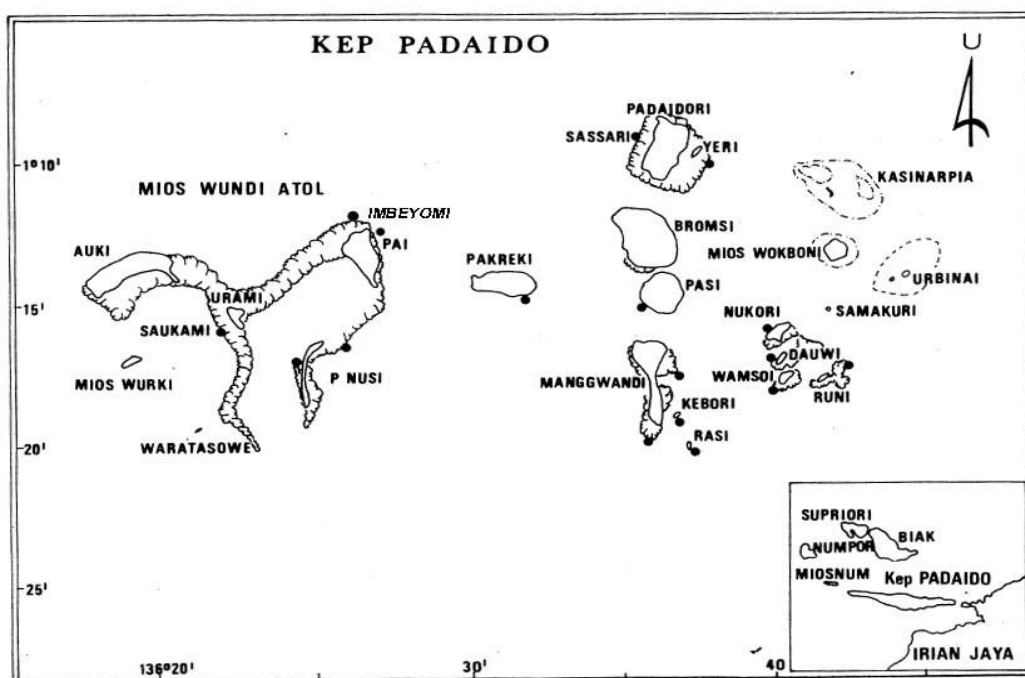 KEP PADAIDO
U
PADAIDORI
SASSARI
YERI
1°10'
KASINARPIA
MIOS WUNDI ATOL
IMBEYOMI
BROMSI
PAI
AUKI
PAKREKI
MIOS WOKBONI
PASI
URBINAI
URAMI
15'
NUKORI
SAMAKURI
SAUKAMI
DAUWI
MIOS WURKI
P NUSI
MANGGWANDI
WAMSOI
RUNI
KEBORI
RASI
WARATASOWE
20'
SUPRIORI
BIAK
NUMPOR
MIOSNUM
Kep PADAIDO
25'
IRIAN JAYA
136°20'
30'
40